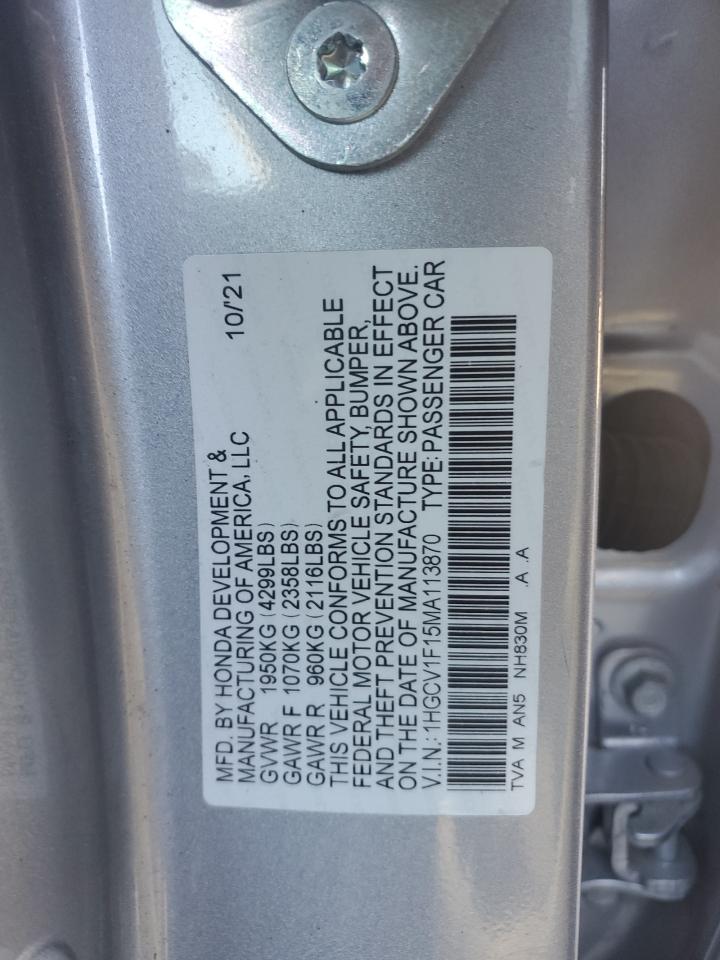 MFD. BY HONDA DEVELOPMENT & 10/'21
MANUFACTURING OF AMERICA, LLC
GVWR 1950KG (4299LBS)
GAWR F 1070KG (2358LBS)
GAWR R 960KG (2116LBS)
THIS VEHICLE CONFORMS TO ALL APPLICABLE
FEDERAL MOTOR VEHICLE SAFETY, BUMPER,
AND THEFT PREVENTION STANDARDS IN EFFECT
ON THE DATE OF MANUFACTURE SHOWN ABOVE.
V.I.N.: 1HGCV1F15MA113870 TYPE: PASSENGER CAR
TVA M AN5 NH830M .A .A